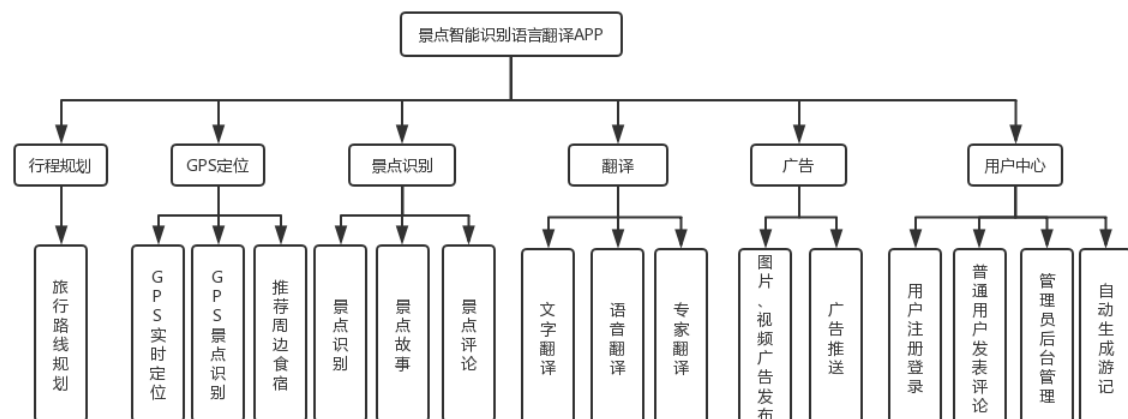 景点智能识别语言翻译APP
行程规划
GPS定位
景点识别
翻译
广告
用户中心
旅行路线规划
GPS实时定位
GPS景点识别
推荐周边食宿
景点识别
景点故事
景点评论
文字翻译
语音翻译
专家翻译
图片、视频广告发布
广告推送
用户注册登录
普通用户发表评论
管理员后台管理
自动生成游记